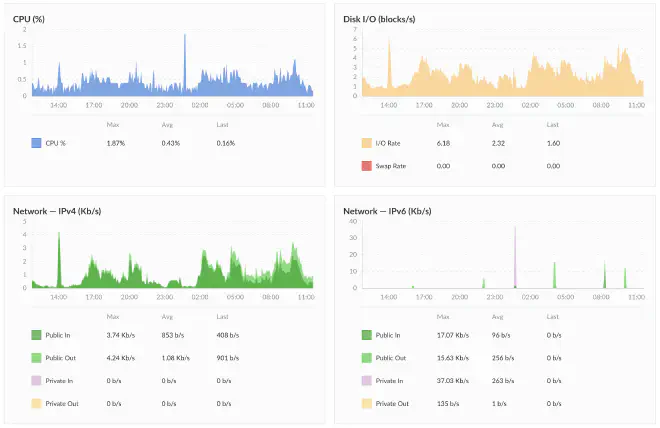 CPU (%)
2
1.5
1
0.5
0
14:00 17:00 20:00 23:00 02:00 05:00 08:00 11:00
Max Avg Last
CPU % 1.87% 0.43% 0.16%
Disk I/O (blocks/s)
7
6
5
4
3
2
1
0
14:00 17:00 20:00 23:00 02:00 05:00 08:00 11:00
Max Avg Last
I/O Rate 6.18 2.32 1.60
Swap Rate 0.00 0.00 0.00
Network — IPv4 (Kb/s)
5
4
3
2
1
0
14:00 17:00 20:00 23:00 02:00 05:00 08:00 11:00
Max Avg Last
Public In 3.74 Kb/s 853 b/s 408 b/s
Public Out 4.24 Kb/s 1.08 Kb/s 901 b/s
Private In 0 b/s 0 b/s 0 b/s
Private Out 0 b/s 0 b/s 0 b/s
Network — IPv6 (Kb/s)
40
30
20
10
0
14:00 17:00 20:00 23:00 02:00 05:00 08:00 11:00
Max Avg Last
Public In 17.07 Kb/s 96 b/s 0 b/s
Public Out 15.63 Kb/s 256 b/s 0 b/s
Private In 37.03 Kb/s 263 b/s 0 b/s
Private Out 135 b/s 1 b/s 0 b/s